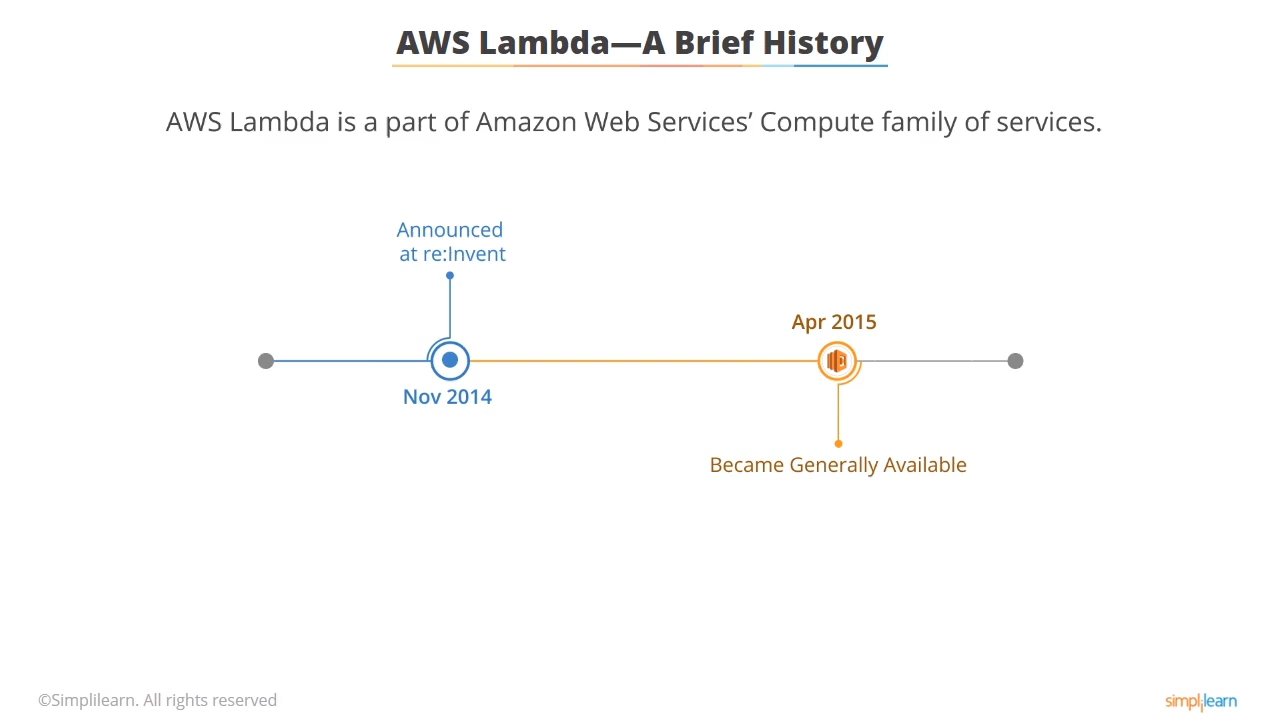 AWS Lambda—A Brief History
AWS Lambda is a part of Amazon Web Services’ Compute family of services.
Announced
at re:Invent
Nov 2014
Apr 2015
Became Generally Available
©Simplilearn. All rights reserved
simplilearn